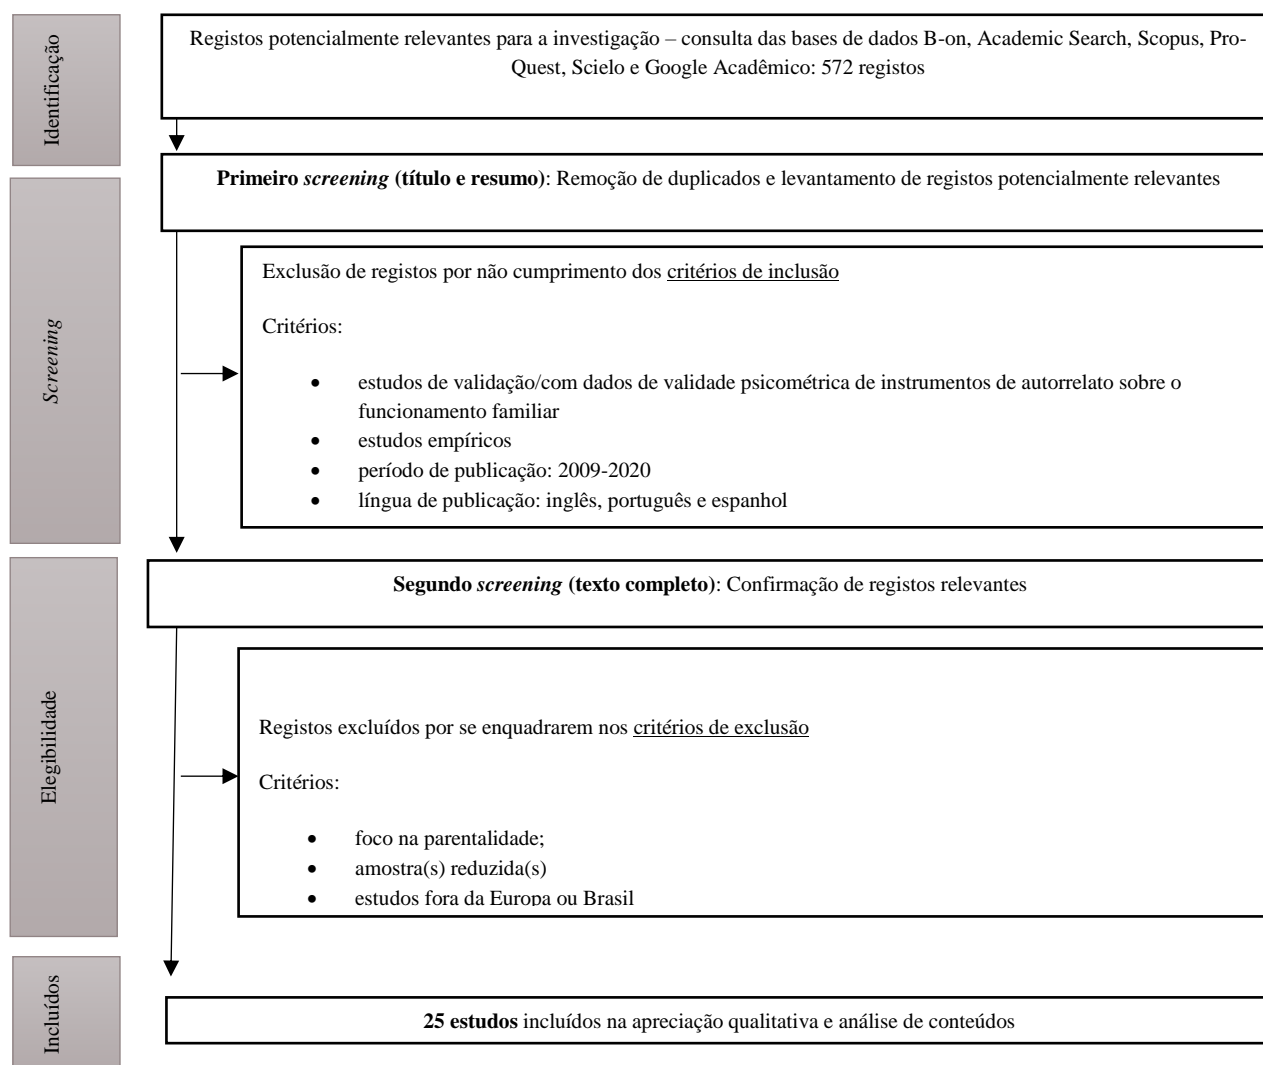 Identificação
Registos potencialmente relevantes para a investigação – consulta das bases de dados B-on, Academic Search, Scopus, Pro-
Quest, Scielo e Google Acadêmico: 572 registos
Screening
Primeiro screening (título e resumo): Remoção de duplicados e levantamento de registos potencialmente relevantes
Exclusão de registos por não cumprimento dos critérios de inclusão
Critérios:
• estudos de validação/com dados de validade psicométrica de instrumentos de autorrelato sobre o
funcionamento familiar
• estudos empíricos
• período de publicação: 2009-2020
• língua de publicação: inglês, português e espanhol
Elegibilidade
Segundo screening (texto completo): Confirmação de registos relevantes
Registos excluídos por se enquadrarem nos critérios de exclusão
Critérios:
• foco na parentalidade;
• amostra(s) reduzida(s)
• estudos fora da Europa ou Brasil
Incluídos
25 estudos incluídos na apreciação qualitativa e análise de conteúdos